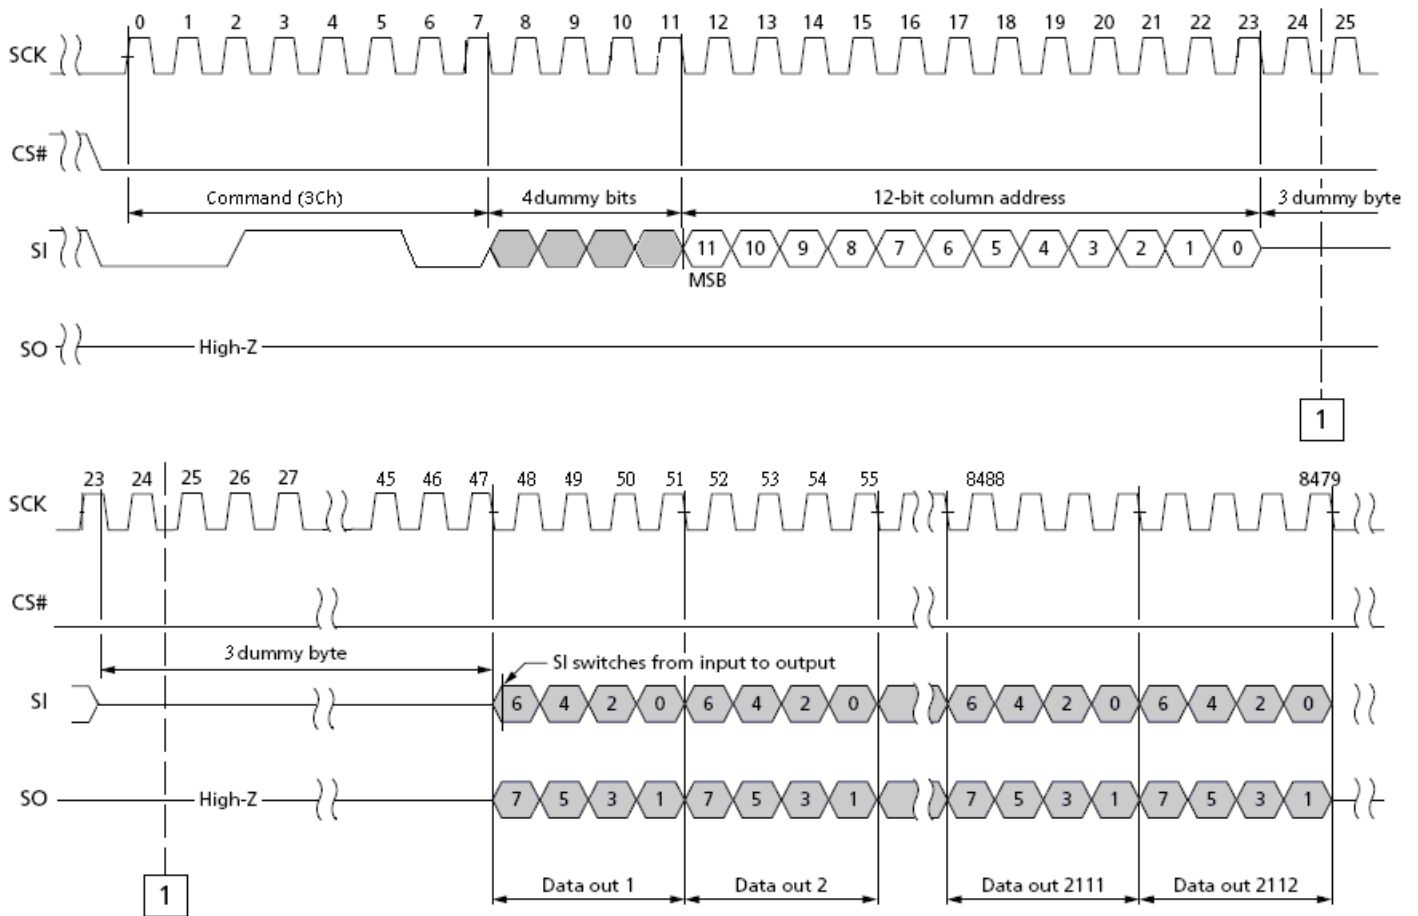 0 1 2 3 4 5 6 7 8 9 10 11 12 13 14 15 16 17 18 19 20 21 22 23 24 25
SCK
CS#
Command (3Ch) 4 dummy bits 12-bit column address 3 dummy byte
SI 11 10 9 8 7 6 5 4 3 2 1 0
MSB
SO High-Z
1
23 24 25 26 27 45 46 47 48 49 50 51 52 53 54 55 8488 8479
SCK
CS#
3 dummy byte SI switches from input to output
SI 6 4 2 0 6 4 2 0 6 4 2 0 6 4 2 0
SO High-Z 7 5 3 1 7 5 3 1 7 5 3 1 7 5 3 1
1 Data out 1 Data out 2 Data out 2111 Data out 2112